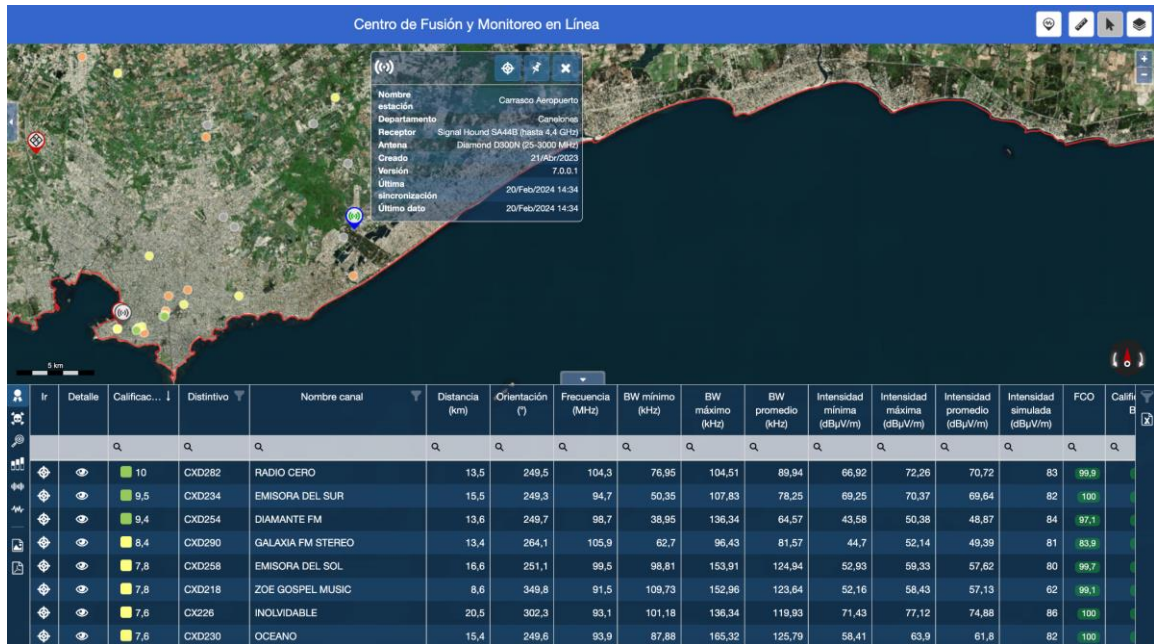 Centro de Fusión y Monitoreo en Línea
Nombre estación Carrasco Aeropuerto
Departamento Canelones
Receptor Signal Hound SA44B (hasta 4,4 GHz)
Antena Diamond D300N (25-3000 MHz)
Creado 21/Abr/2023
Versión 7.0.0.1
Última sincronización 20/Feb/2024 14:34
Último dato 20/Feb/2024 14:34
5 km
Ir Detalle Calificac... Distintivo Nombre canal Distancia (km) Orientación (°) Frecuencia (MHz) BW mínimo (kHz) BW máximo (kHz) BW promedio (kHz) Intensidad mínima (dBμV/m) Intensidad máxima (dBμV/m) Intensidad promedio (dBμV/m) Intensidad simulada (dBμV/m) FCO Calific B
10 CXD282 RADIO CERO 13,5 249,5 104,3 76,95 104,51 89,94 66,92 72,26 70,72 83 99,9
9,5 CXD234 EMISORA DEL SUR 15,5 249,3 94,7 50,35 107,83 78,25 69,25 70,37 69,64 82 100
9,4 CXD254 DIAMANTE FM 13,6 249,7 98,7 38,95 136,34 64,57 43,58 50,38 48,87 84 97,1
8,4 CXD290 GALAXIA FM STEREO 13,4 264,1 105,9 62,7 96,43 81,57 44,7 52,14 49,39 81 83,9
7,8 CXD258 EMISORA DEL SOL 16,6 251,1 99,5 98,81 153,91 124,94 52,93 59,33 57,62 80 99,7
7,8 CXD218 ZOE GOSPEL MUSIC 8,6 349,8 91,5 109,73 152,96 123,64 52,16 58,43 57,13 62 99,1
7,6 CX226 INOLVIDABLE 20,5 302,3 93,1 101,18 136,34 119,93 71,43 77,12 74,88 86 100
7,6 CXD230 OCEANO 15,4 249,6 93,9 87,88 165,32 125,79 58,41 63,9 61,8 82 100